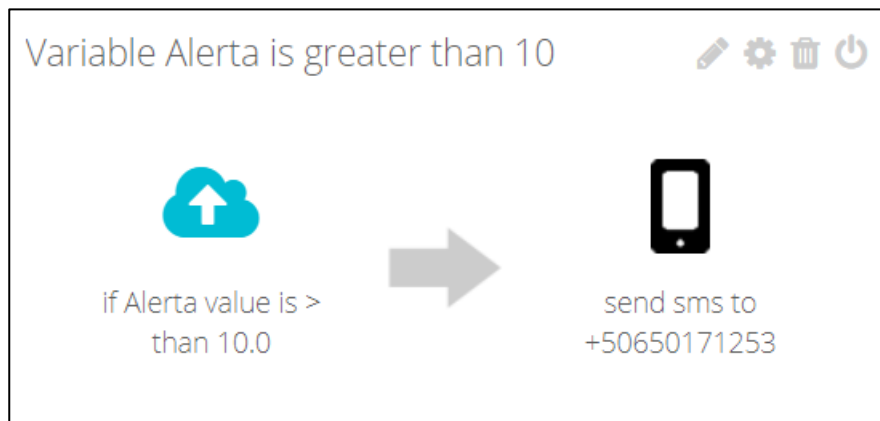 Variable Alerta is greater than 10
if Alerta value is >
than 10.0
send sms to
+50650171253